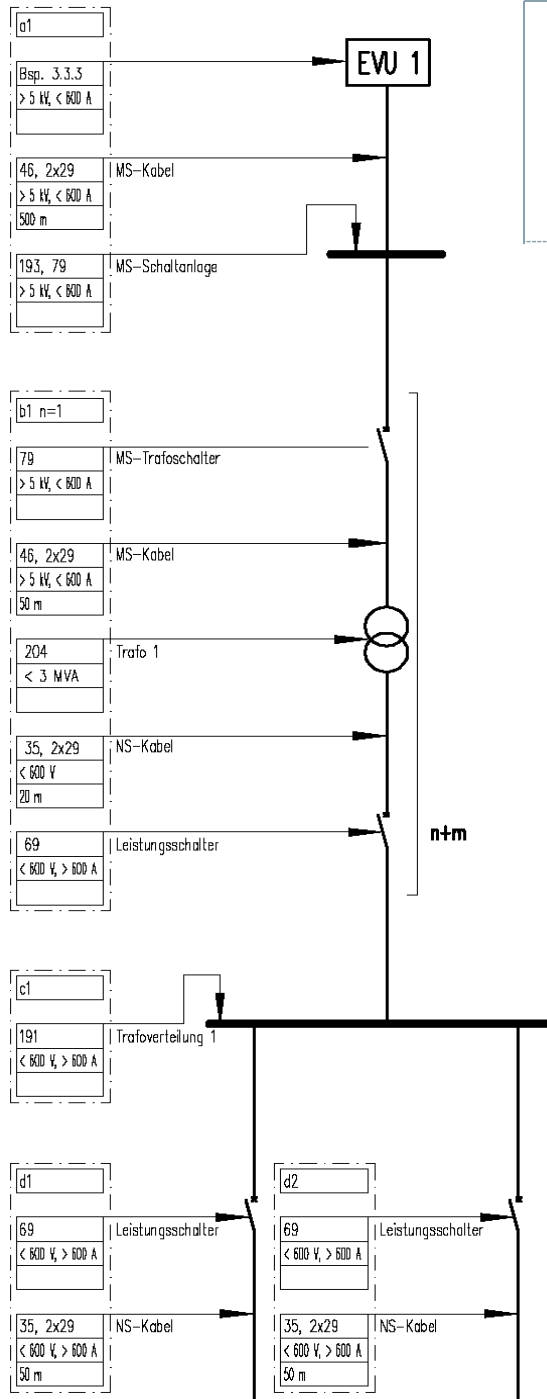 a1
EVU 1
Bsp. 3.3.3
> 5 kV, < 600 A
46, 2x29
MS-Kabel
> 5 kV, < 600 A
500 m
193, 79
MS-Schaltanlage
> 5 kV, < 600 A
b1 n=1
79
MS-Trafoschalter
> 5 kV, < 600 A
46, 2x29
MS-Kabel
> 5 kV, < 600 A
50 m
204
Trafo 1
< 3 MVA
35, 2x29
NS-Kabel
< 600 V
20 m
69
Leistungsschalter
< 600 V, > 600 A
n+m
c1
191
Trafoverteilung 1
< 600 V, > 600 A
d1
69
Leistungsschalter
< 600 V, > 600 A
35, 2x29
NS-Kabel
< 600 V, > 600 A
50 m
d2
69
Leistungsschalter
< 600 V, > 600 A
35, 2x29
NS-Kabel
< 600 V, > 600 A
50 m